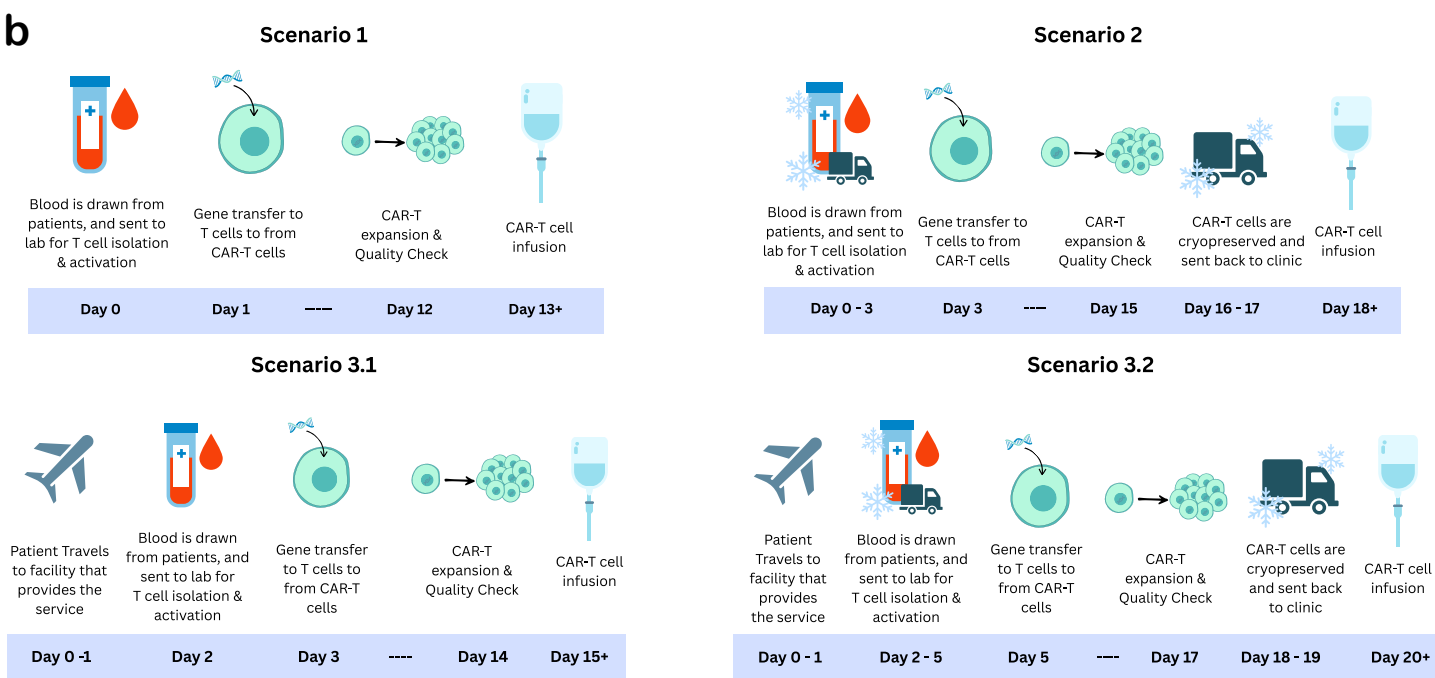 b
Scenario 1
Blood is drawn from
patients, and sent to
lab for T cell isolation
& activation
Gene transfer to
T cells to from
CAR-T cells
CAR-T
expansion &
Quality Check
CAR-T cell
infusion
Day 0
Day 1
----
Day 12
Day 13+
Scenario 2
Blood is drawn from
patients, and sent to
lab for T cell isolation
& activation
Gene transfer to
T cells to from
CAR-T cells
CAR-T
expansion &
Quality Check
CAR-T cells are
cryopreserved and
sent back to clinic
CAR-T cell
infusion
Day 0 - 3
Day 3
----
Day 15
Day 16 - 17
Day 18+
Scenario 3.1
Patient Travels
to facility that
provides the
service
Blood is drawn
from patients, and
sent to lab for
T cell isolation &
activation
Gene transfer
to T cells to
from CAR-T
cells
CAR-T
expansion &
Quality Check
CAR-T cell
infusion
Day 0 -1
Day 2
Day 3
----
Day 14
Day 15+
Scenario 3.2
Patient
Travels to
facility that
provides
the service
Blood is drawn
from patients, and
sent to lab for
T cell isolation &
activation
Gene transfer
to T cells to
from CAR-T
cells
CAR-T
expansion &
Quality Check
CAR-T cells are
cryopreserved
and sent back
to clinic
CAR-T cell
infusion
Day 0 - 1
Day 2 - 5
Day 5
----
Day 17
Day 18 - 19
Day 20+